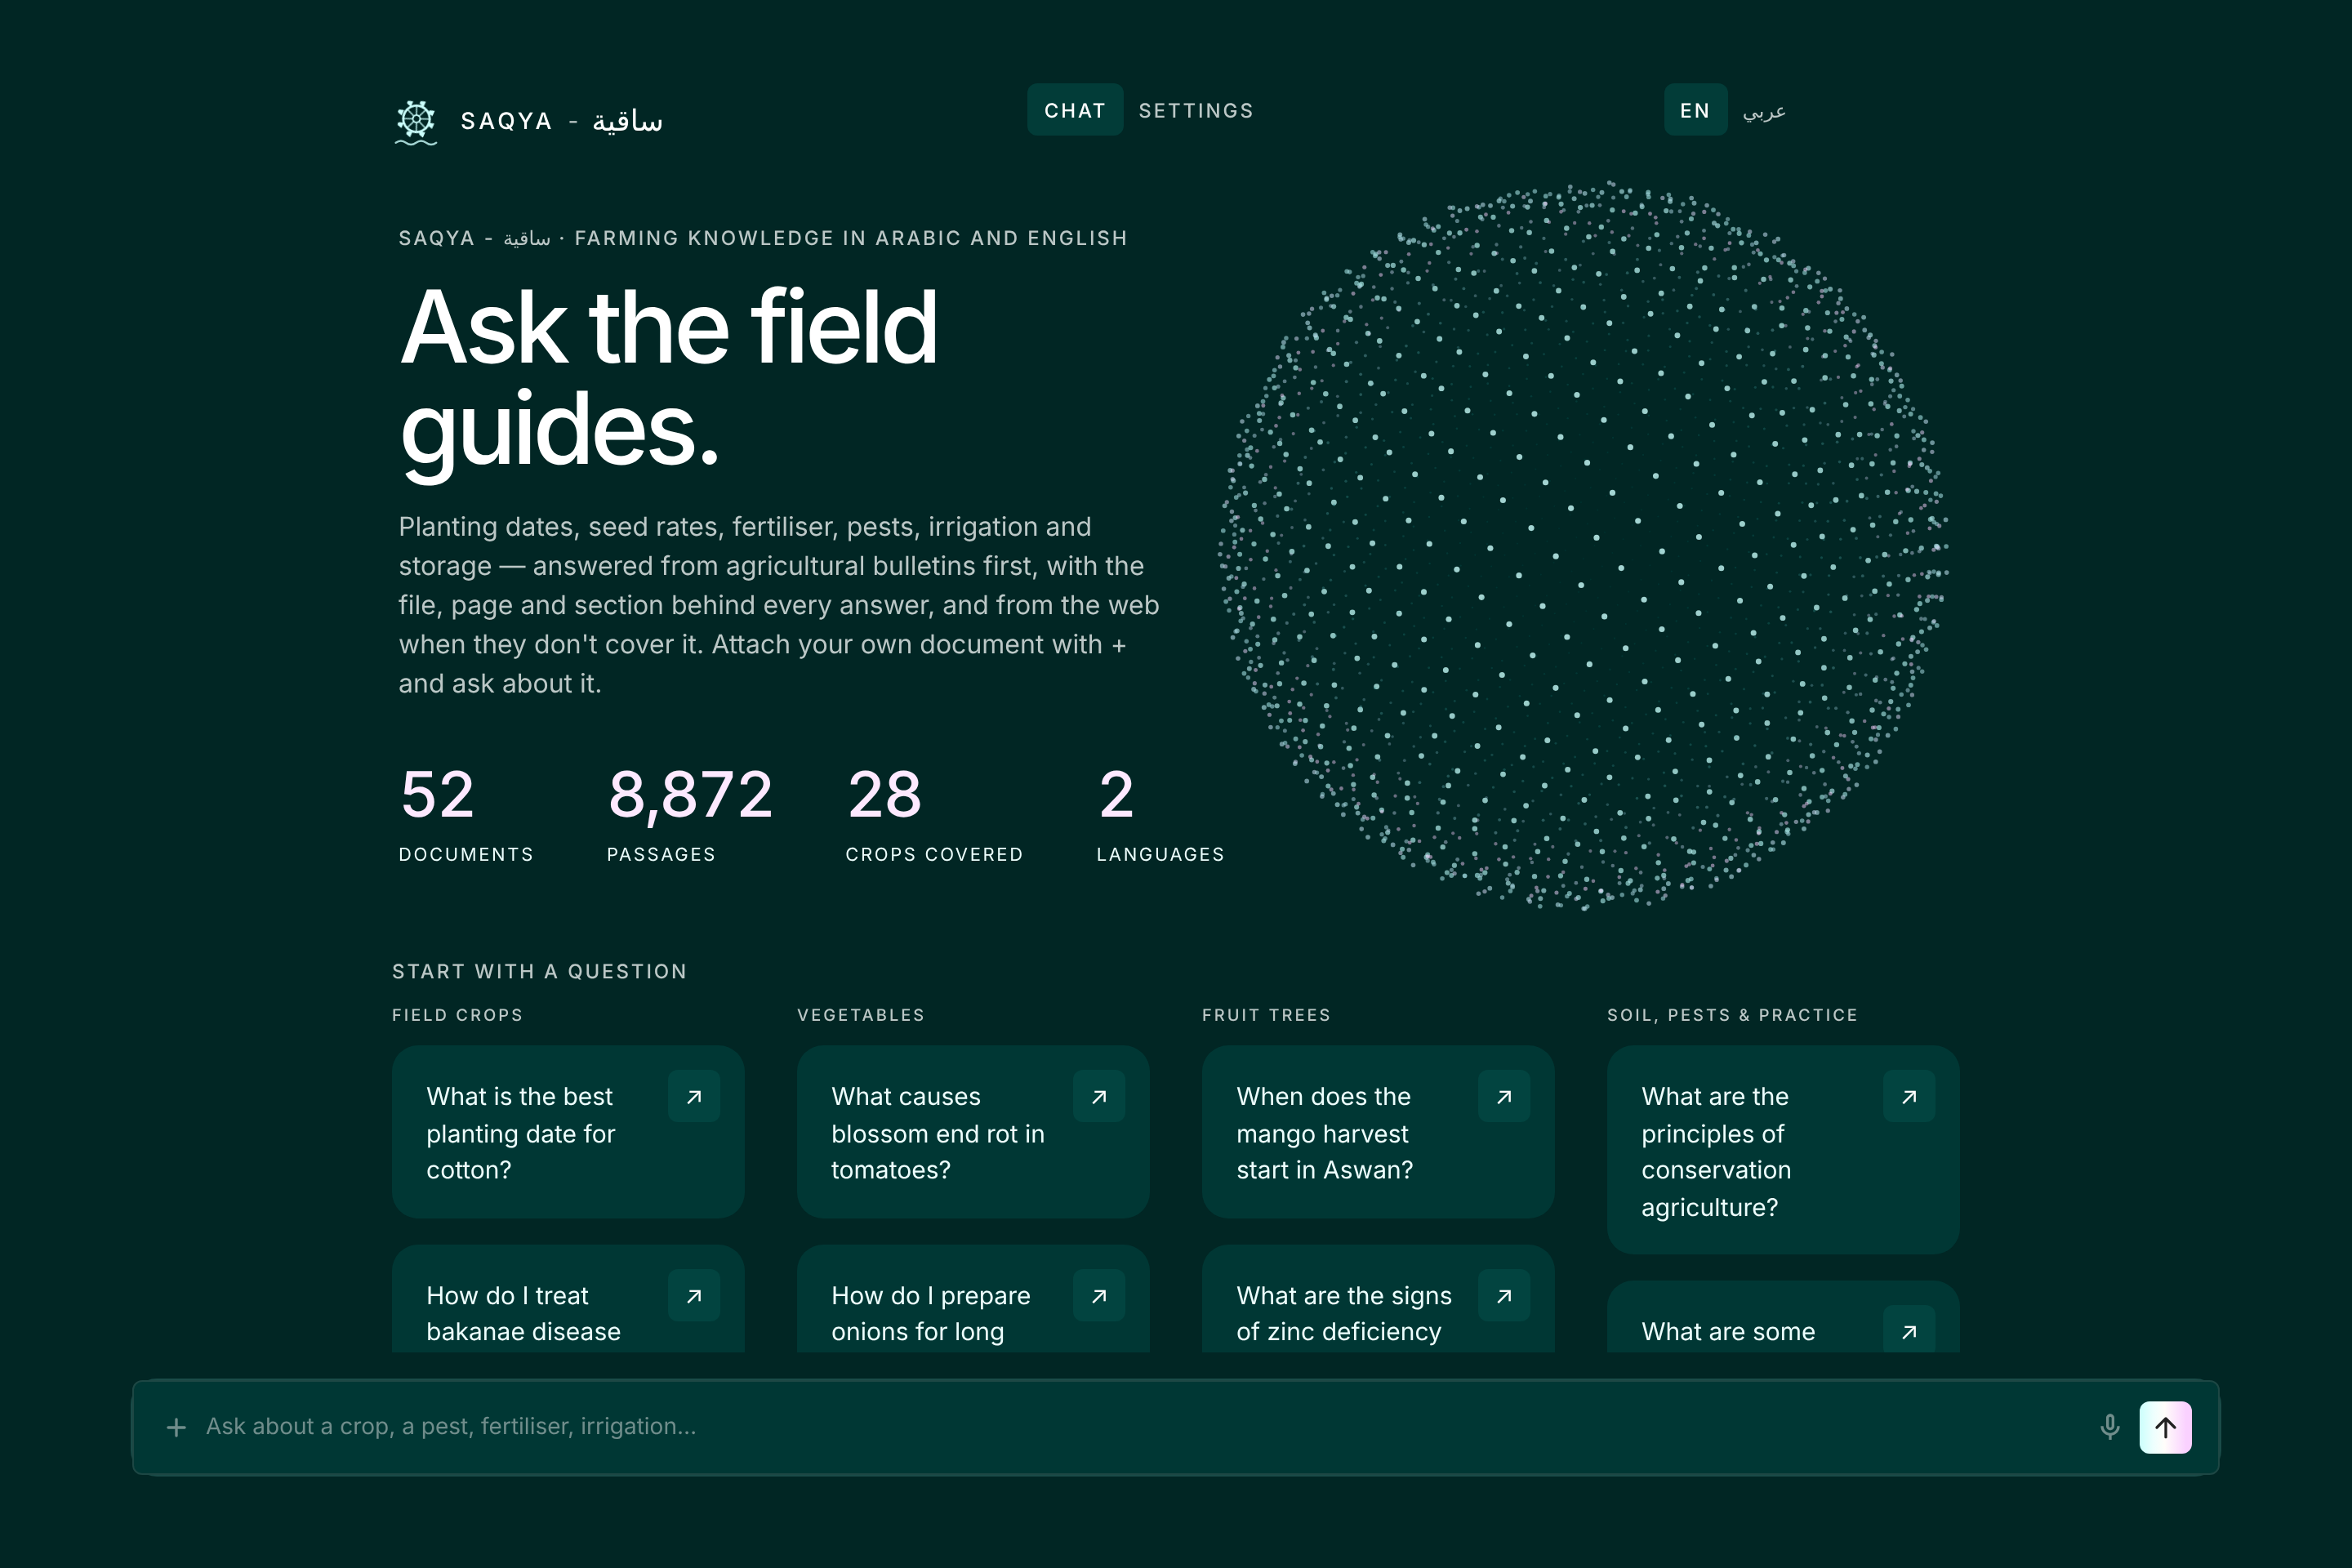 SAQYA - ساقية
CHAT SETTINGS
EN عربي
SAQYA - ساقية · FARMING KNOWLEDGE IN ARABIC AND ENGLISH
Ask the field
guides.
Planting dates, seed rates, fertiliser, pests, irrigation and
storage — answered from agricultural bulletins first, with the
file, page and section behind every answer, and from the web
when they don't cover it. Attach your own document with +
and ask about it.
52 8,872 28 2
DOCUMENTS PASSAGES CROPS COVERED LANGUAGES
START WITH A QUESTION
FIELD CROPS
What is the best
planting date for
cotton?
How do I treat
bakanae disease
VEGETABLES
What causes
blossom end rot in
tomatoes?
How do I prepare
onions for long
FRUIT TREES
When does the
mango harvest
start in Aswan?
What are the signs
of zinc deficiency
SOIL, PESTS & PRACTICE
What are the
principles of
conservation
agriculture?
What are some
Ask about a crop, a pest, fertiliser, irrigation...